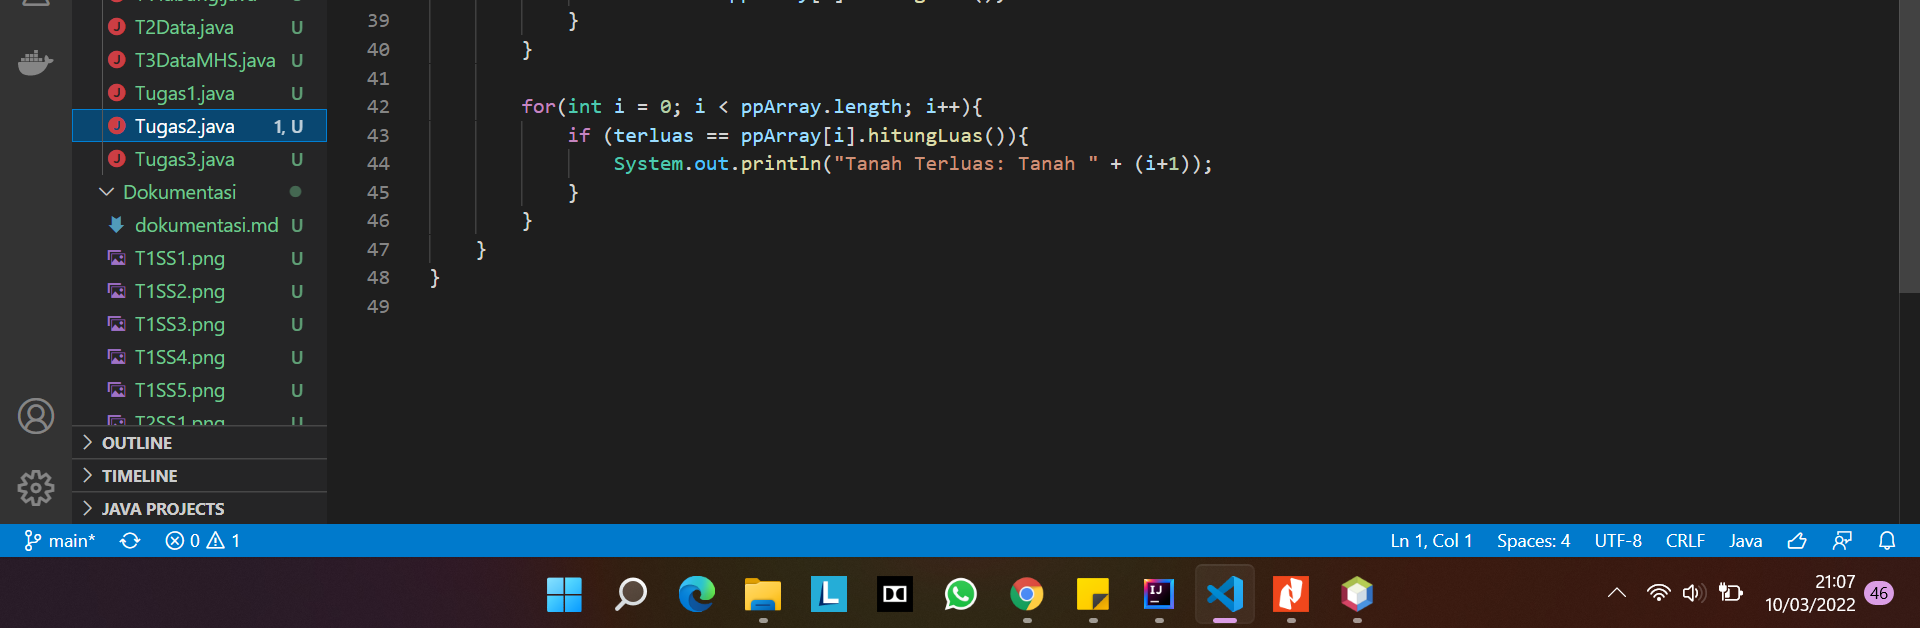 T2Data.java U
T3DataMHS.java U
Tugas1.java U
Tugas2.java 1, U
Tugas3.java U
Dokumentasi
dokumentasi.md U
T1SS1.png U
T1SS2.png U
T1SS3.png U
T1SS4.png U
T1SS5.png U
T2SS1.png U
OUTLINE
TIMELINE
JAVA PROJECTS
39 }
40 }
41
42 for(int i = 0; i < ppArray.length; i++){
43 if (terluas == ppArray[i].hitungLuas()){
44 System.out.println("Tanah Terluas: Tanah " + (i+1));
45 }
46 }
47 }
48 }
49
main* 0 1 Ln 1, Col 1 Spaces: 4 UTF-8 CRLF Java
L IJ 21:07
10/03/2022 46